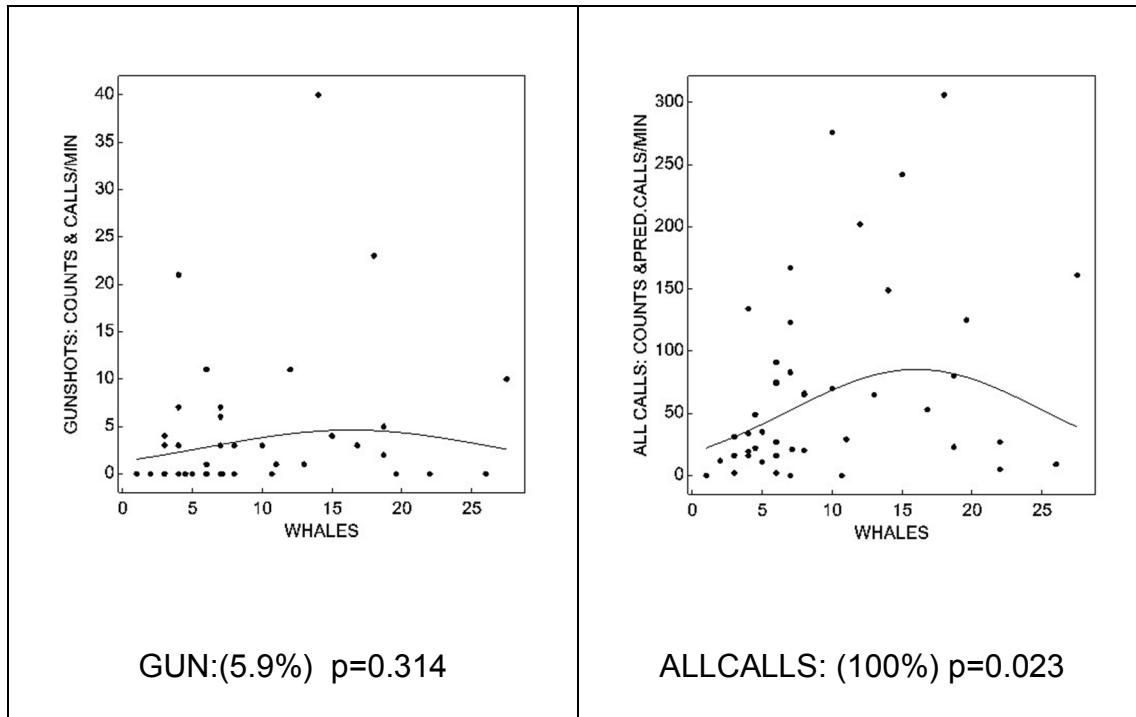 GUNSHOTS: COUNTS & CALLS/MIN
40
35
30
25
20
15
10
5
0
0 5 10 15 20 25
WHALES
GUN:(5.9%) p=0.314
ALL CALLS: COUNTS &PRED.CALLS/MIN
300
250
200
150
100
50
0
0 5 10 15 20 25
WHALES
ALLCALLS: (100%) p=0.023